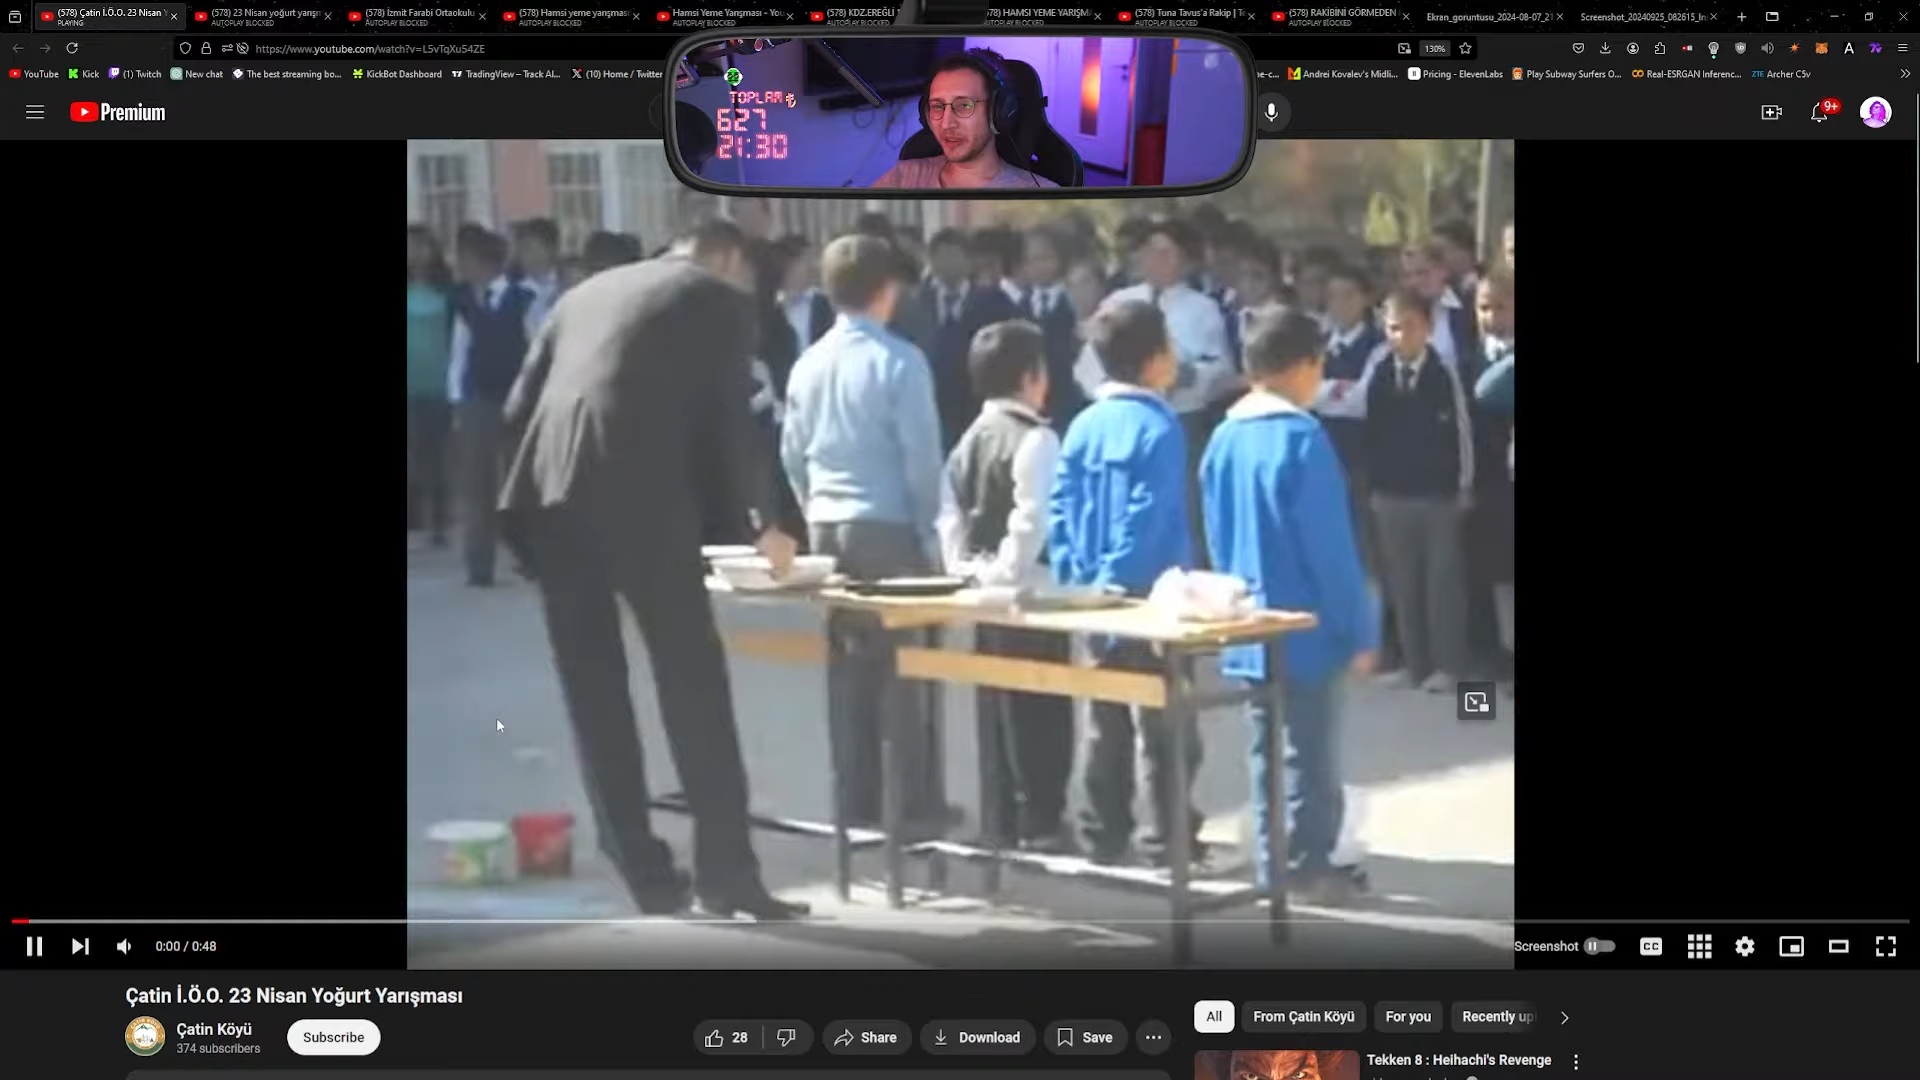 (578) Çatin İ.Ö.O. 23 Nisan Y
PLAYING
(578) 23 Nisan yoğurt yarışm
AUTOPLAY BLOCKED
(578) İzmit Farabi Ortaokulu
AUTOPLAY BLOCKED
(578) Hamsi yeme yarışması
AUTOPLAY BLOCKED
Hamsi Yeme Yarışması - You
AUTOPLAY BLOCKED
(578) KDZ.EREĞLİ
AUTOPLAY BLOCKED
78) HAMSI YEME YARIŞM
AUTOPLAY BLOCKED
(578) Tuna Tavus'a Rakip | T
AUTOPLAY BLOCKED
(578) RAKİBİNİ GÖRMEDEN
AUTOPLAY BLOCKED
Ekran_goruntusu_2024-08-07_21
Screenshot_20240925_082615_In
https://www.youtube.com/watch?v=L5vTqXu54ZE
130%
YouTube
Kick
(1) Twitch
New chat
The best streaming bo...
KickBot Dashboard
TradingView – Track Al...
(10) Home / Twitter
e-c...
Andrei Kovalev's Midli...
Pricing - ElevenLabs
Play Subway Surfers O...
Real-ESRGAN Inferenc...
ZTE
Archer C5v
Premium
9+
TOPLAM
627
21:30
0:00 / 0:48
Screenshot
CC
Çatin İ.Ö.O. 23 Nisan Yoğurt Yarışması
Çatin Köyü
374 subscribers
Subscribe
28
Share
Download
Save
All
From Çatin Köyü
For you
Recently up
Tekken 8 : Heihachi's Revenge